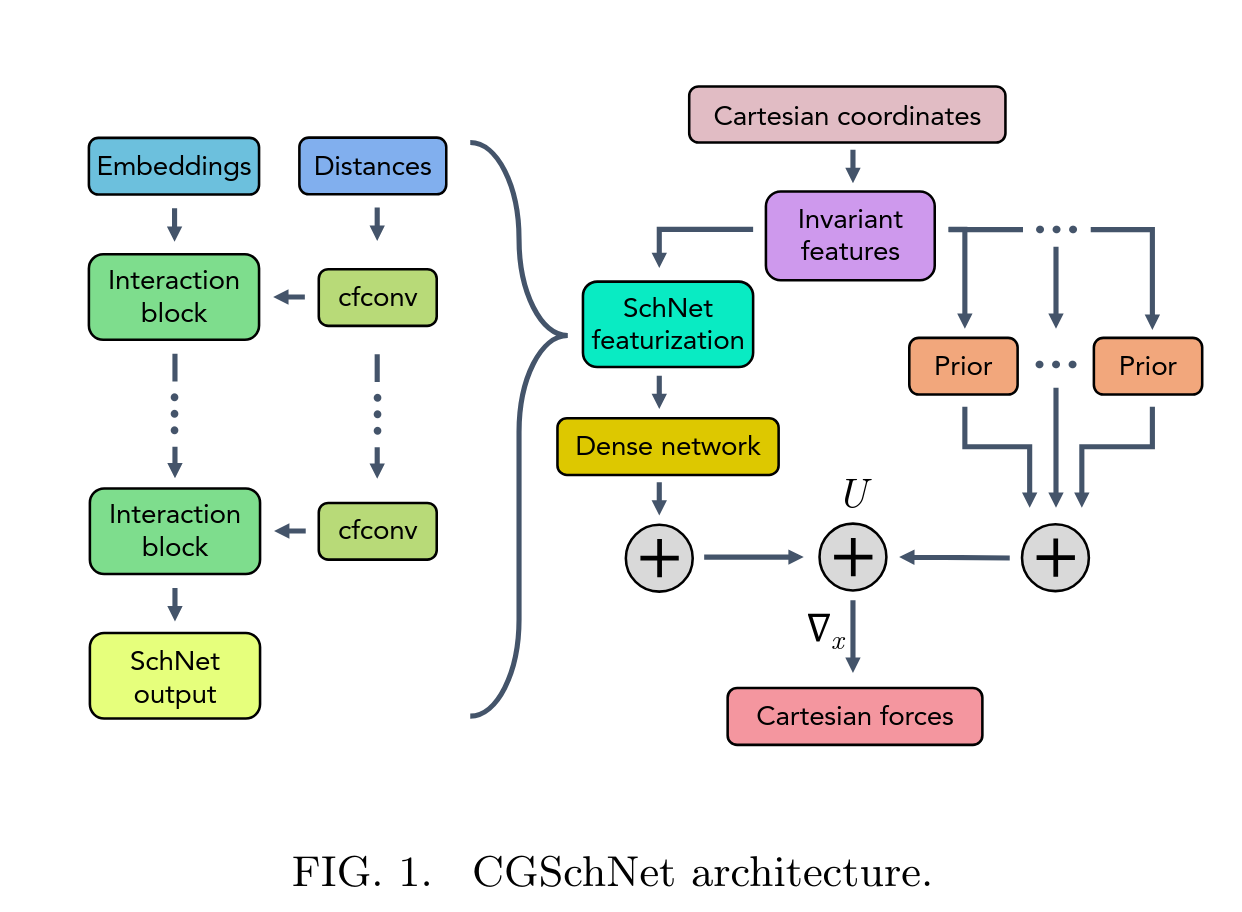 Embeddings
Distances
Interaction
block
cfconv
Interaction
block
cfconv
SchNet
output
Cartesian coordinates
Invariant
features
SchNet
featurization
Prior
Prior
Dense network
U
∇x
Cartesian forces
FIG. 1. CGSchNet architecture.